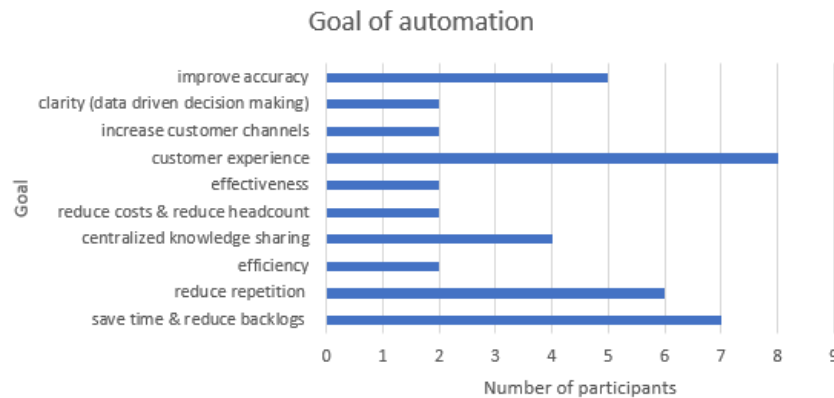 Goal of automation
improve accuracy
clarity (data driven decision making)
increase customer channels
customer experience
effectiveness
reduce costs & reduce headcount
centralized knowledge sharing
efficiency
reduce repetition
save time & reduce backlogs
Goal
0 1 2 3 4 5 6 7 8 9
Number of participants